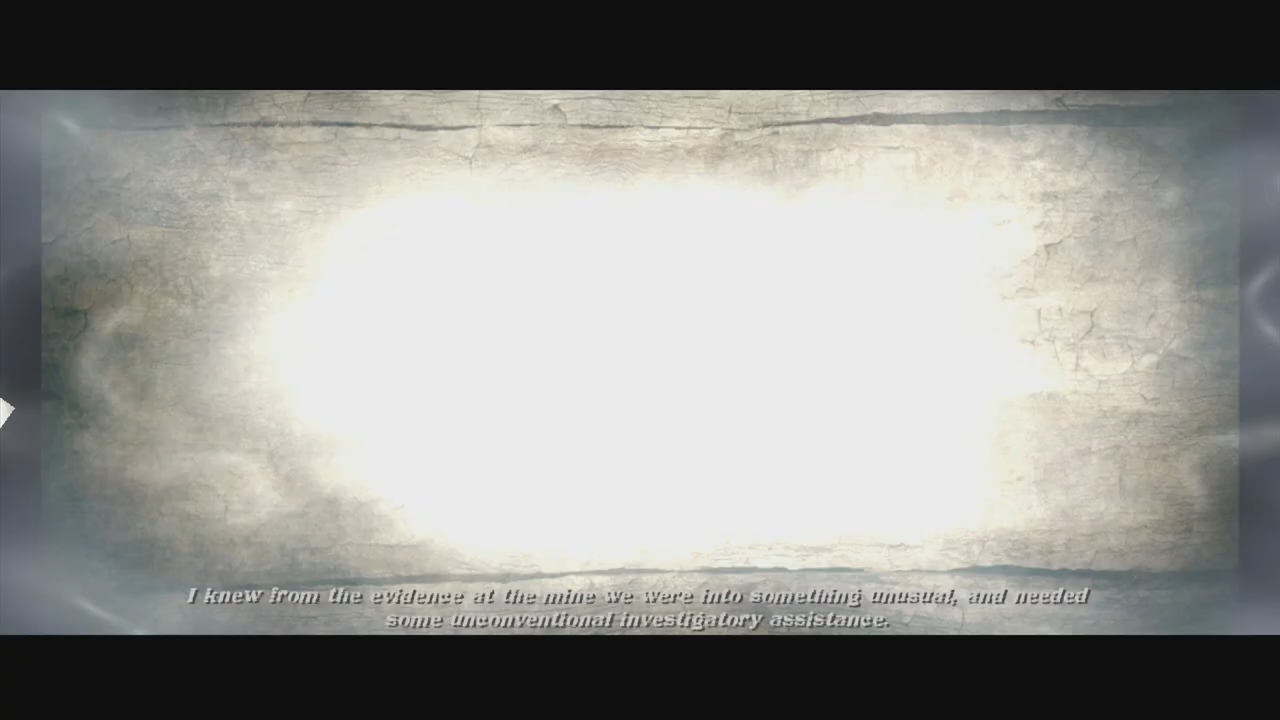 I knew from the evidence at the mine we were into something unusual, and needed
some unconventional investigatory assistance.